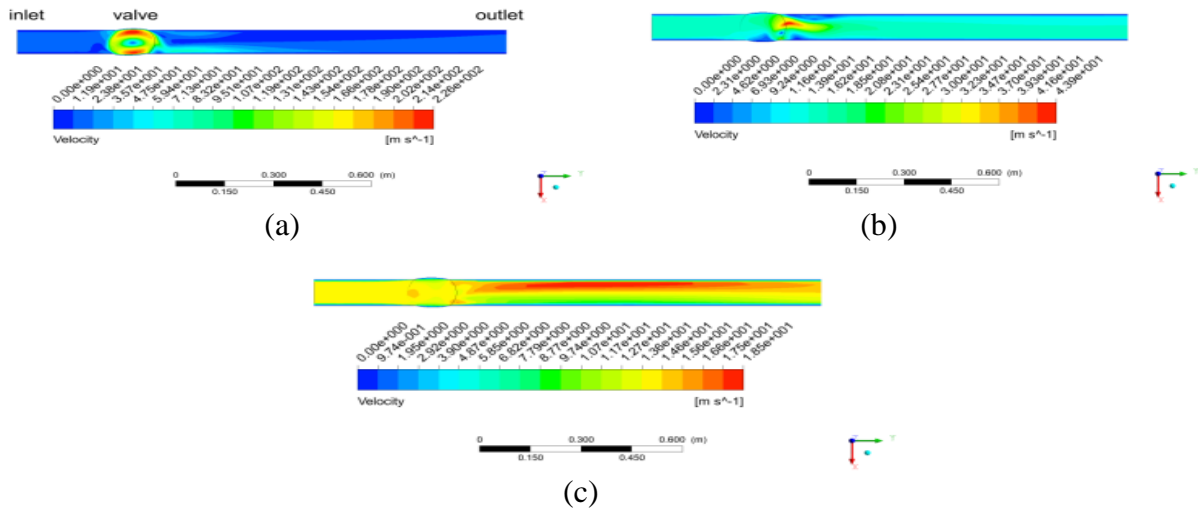 inlet valve outlet
0.00e+000
1.19e+001
2.38e+001
3.57e+001
4.75e+001
5.94e+001
7.13e+001
8.32e+001
9.51e+001
1.07e+002
1.19e+002
1.31e+002
1.54e+002
1.66e+002
1.78e+002
1.90e+002
2.02e+002
2.14e+002
2.26e+002
Velocity [m s^-1]
0 0.300 0.600 (m)
0.150 0.450
Z Y
X
(a)
0.00e+000
2.31e+000
4.62e+000
6.93e+000
9.24e+000
1.16e+001
1.39e+001
1.62e+001
1.85e+001
2.08e+001
2.31e+001
2.54e+001
2.77e+001
3.00e+001
3.23e+001
3.47e+001
3.70e+001
3.93e+001
4.16e+001
4.39e+001
Velocity [m s^-1]
0 0.300 0.600 (m)
0.150 0.450
Z Y
X
(b)
0.00e+000
9.74e-001
1.95e+000
2.92e+000
3.90e+000
4.87e+000
5.85e+000
6.82e+000
7.79e+000
8.77e+000
9.74e+000
1.07e+001
1.17e+001
1.27e+001
1.36e+001
1.46e+001
1.56e+001
1.66e+001
1.75e+001
1.85e+001
Velocity [m s^-1]
0 0.300 0.600 (m)
0.150 0.450
Z Y
X
(c)